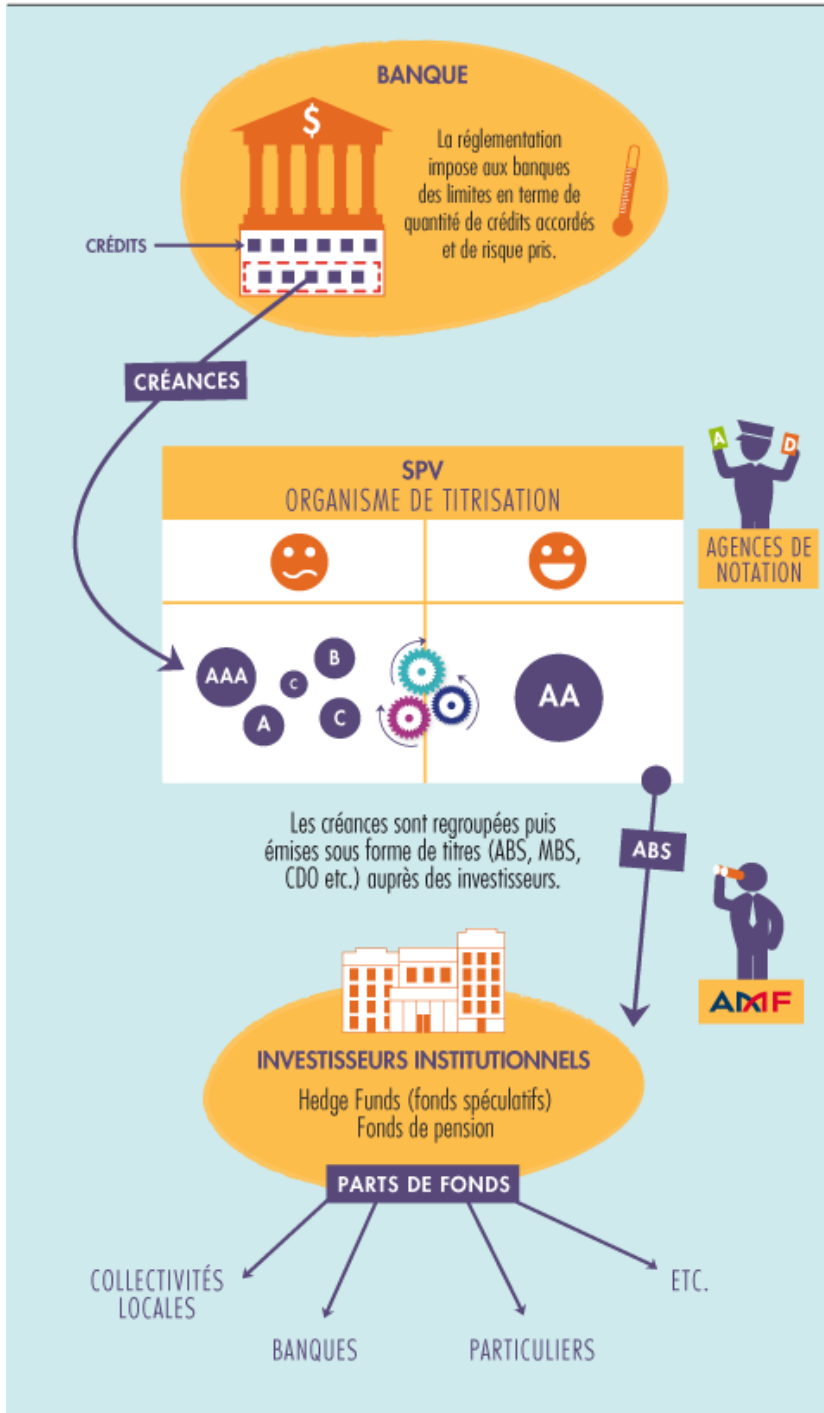 BANQUE
$
La réglementation
impose aux banques
des limites en terme de
quantité de crédits accordés
et de risque pris.
CRÉDITS
CRÉANCES
SPV
ORGANISME DE TITRISATION
A
D
AGENCES DE
NOTATION
AAA
C
B
A
C
AA
Les créances sont regroupées puis
émises sous forme de titres (ABS, MBS,
CDO etc.) auprès des investisseurs.
ABS
AMF
INVESTISSEURS INSTITUTIONNELS
Hedge Funds (fonds spéculatifs)
Fonds de pension
PARTS DE FONDS
COLLECTIVITÉS
LOCALES
BANQUES
PARTICULIERS
ETC.